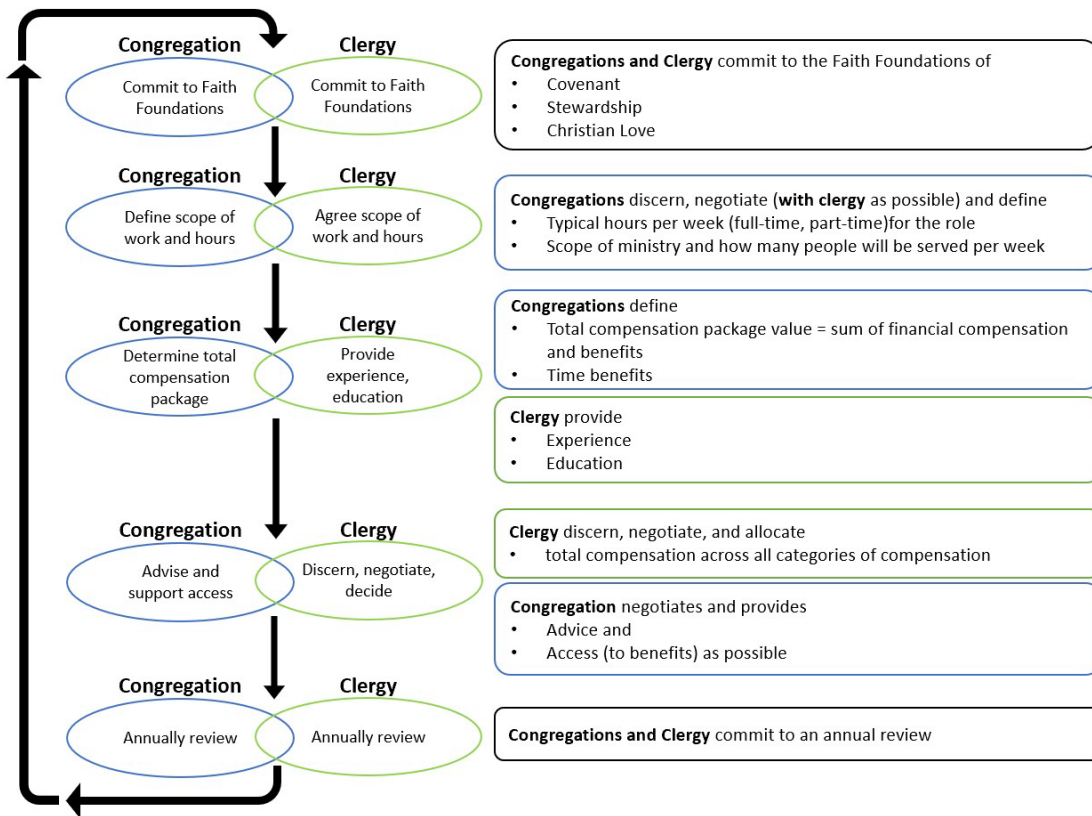 Congregation
Clergy
Commit to Faith
Foundations
Commit to Faith
Foundations
Congregations and Clergy commit to the Faith Foundations of
• Covenant
• Stewardship
• Christian Love
Congregation
Clergy
Define scope of
work and hours
Agree scope of
work and hours
Congregations discern, negotiate (with clergy as possible) and define
• Typical hours per week (full-time, part-time)for the role
• Scope of ministry and how many people will be served per week
Congregation
Clergy
Determine total
compensation
package
Provide
experience,
education
Congregations define
• Total compensation package value = sum of financial compensation
and benefits
• Time benefits
Clergy provide
• Experience
• Education
Congregation
Clergy
Advise and
support access
Discern, negotiate,
decide
Clergy discern, negotiate, and allocate
• total compensation across all categories of compensation
Congregation negotiates and provides
• Advice and
• Access (to benefits) as possible
Congregation
Clergy
Annually review
Annually review
Congregations and Clergy commit to an annual review